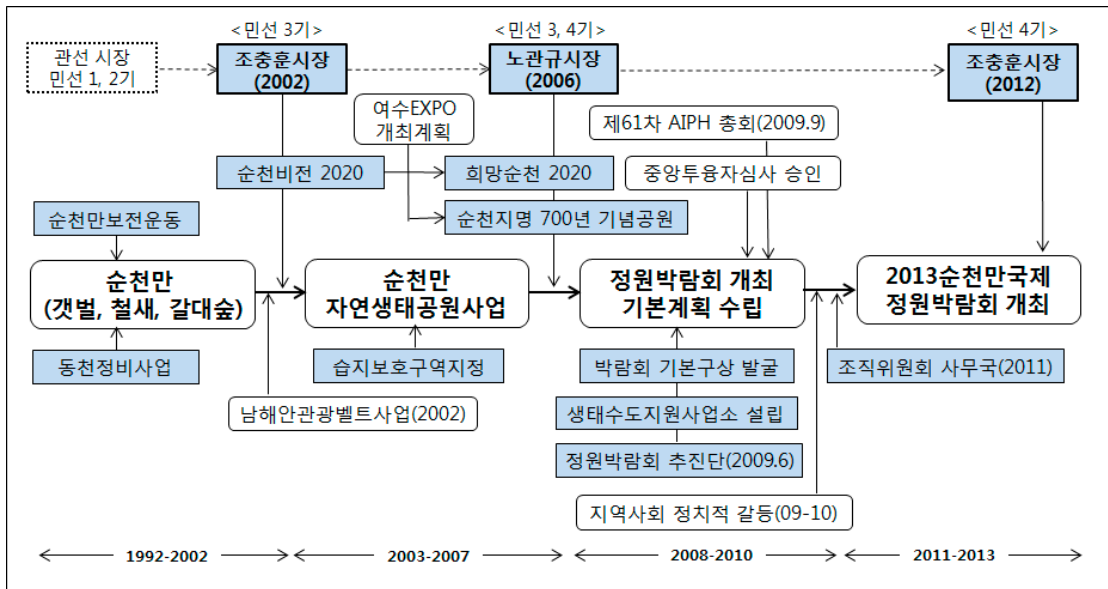 <민선 3기>
<민선 3, 4기>
<민선 4기>
관선 시장
민선 1, 2기
조충훈시장
(2002)
노관규시장
(2006)
조충훈시장
(2012)
여수EXPO
개최계획
제61차 AIPH 총회(2009.9)
순천비전 2020
희망순천 2020
중앙투융자심사 승인
순천만보전운동
순천지명 700년 기념공원
순천만
(갯벌, 철새, 갈대숲)
순천만
자연생태공원사업
정원박람회 개최
기본계획 수립
2013순천만국제
정원박람회 개최
동천정비사업
습지보호구역지정
박람회 기본구상 발굴
조직위원회 사무국(2011)
남해안관광벨트사업(2002)
생태수도지원사업소 설립
정원박람회 추진단(2009.6)
지역사회 정치적 갈등(09-10)
1992-2002
2003-2007
2008-2010
2011-2013